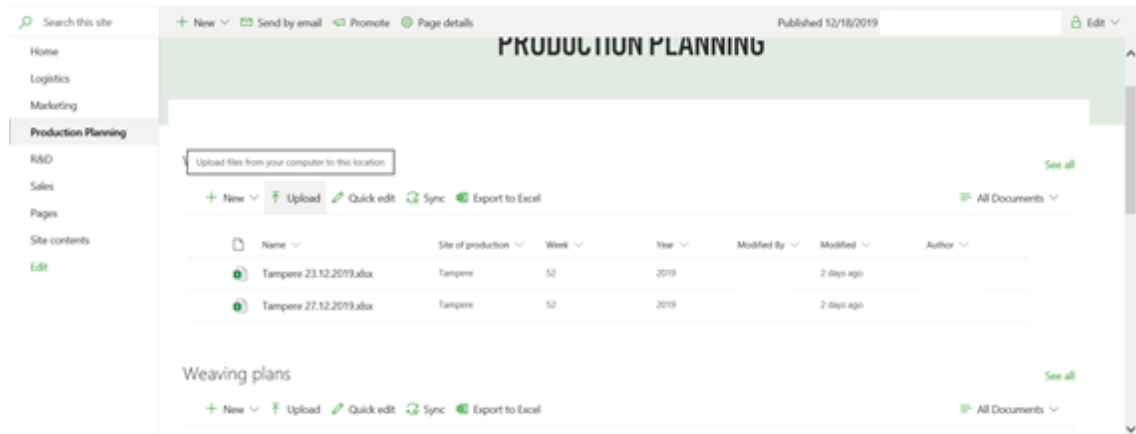 Search this site
+ New Send by email Promote Page details Published 12/18/2019 Edit
PRODUCTION PLANNING
Home
Logistics
Marketing
Production Planning
R&D
Sales
Pages
Site contents
Edit
Upload files from your computer to this location
See all
+ New Upload Quick edit Sync Export to Excel All Documents
Name Site of production Week Year Modified By Modified Author
Tampere 23.12.2019.xlsx Tampere 52 2019 2 days ago
Tampere 27.12.2019.xlsx Tampere 52 2019 2 days ago
Weaving plans See all
+ New Upload Quick edit Sync Export to Excel All Documents